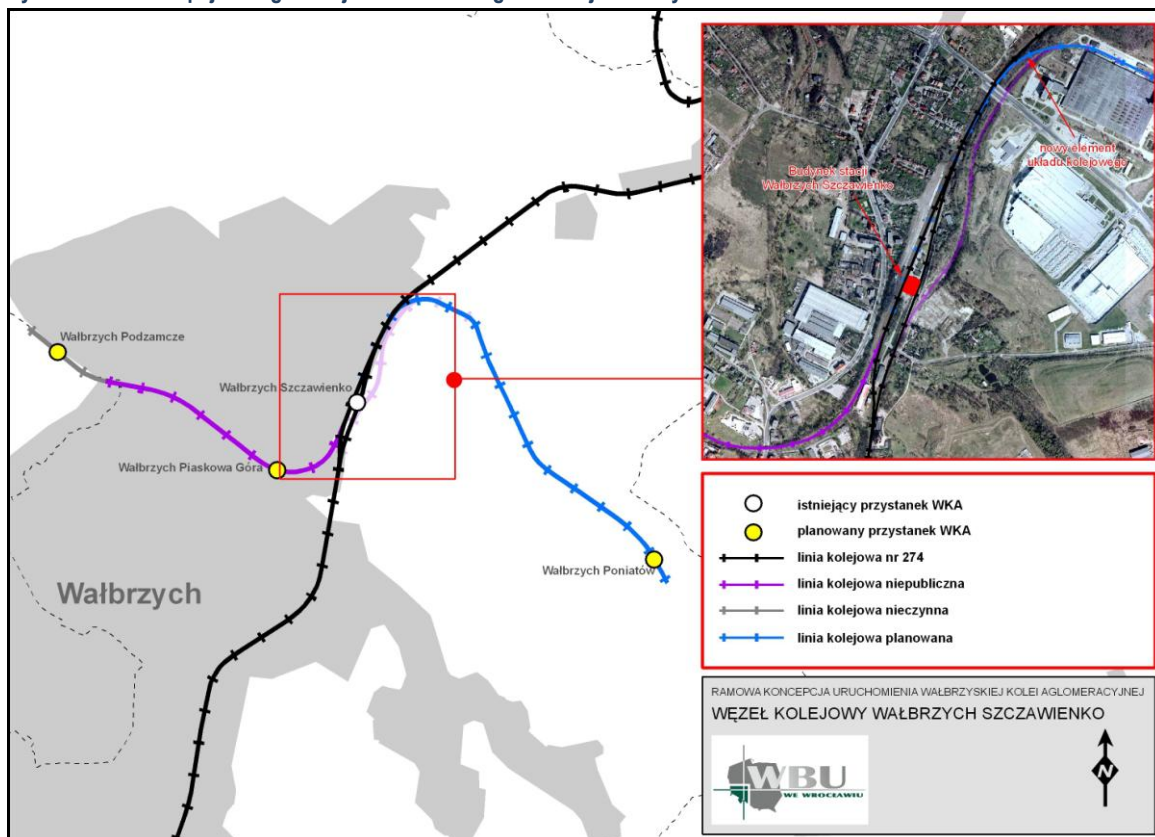 Wałbrzych Podzamcze
Wałbrzych Szczawienko
Wałbrzych Piaskowa Góra
Wałbrzych Poniatów
Wałbrzych
nowy element
układu kolejowego
Budynek stacji
Wałbrzych Szczawienko
istniejący przystanek WKA
planowany przystanek WKA
linia kolejowa nr 274
linia kolejowa niepubliczna
linia kolejowa nieczynna
linia kolejowa planowana
RAMOWA KONCEPCJA URUCHOMIENIA WAŁBRZYSKIEJ KOLEI AGLOMERACYJNEJ
WĘZEŁ KOLEJOWY WAŁBRZYCH SZCZAWIENKO
WBU
WE WROCŁAWIU
N